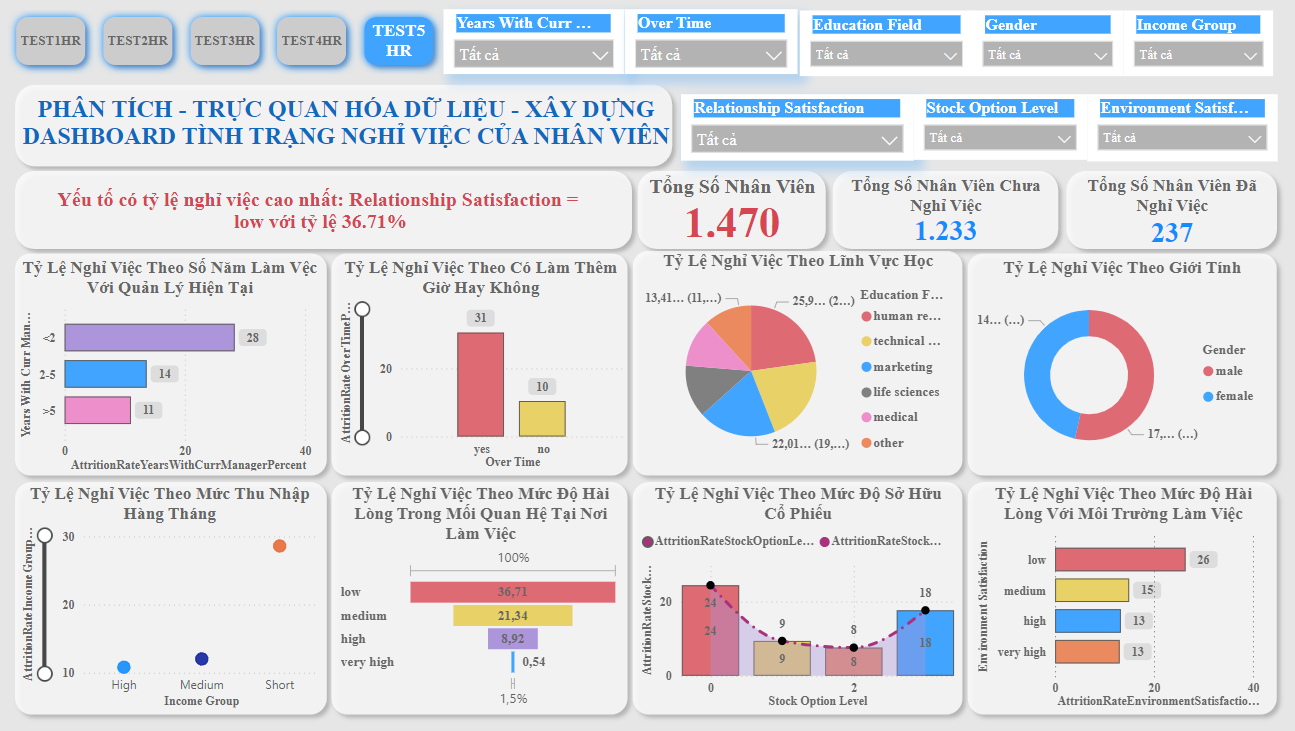 TEST1HR
TEST2HR
TEST3HR
TEST4HR
TEST5
HR
Years With Curr ...
Tất cả
Over Time
Tất cả
Education Field
Tất cả
Gender
Tất cả
Income Group
Tất cả
PHÂN TÍCH - TRỰC QUAN HÓA DỮ LIỆU - XÂY DỰNG
DASHBOARD TÌNH TRẠNG NGHỈ VIỆC CỦA NHÂN VIÊN
Relationship Satisfaction
Tất cả
Stock Option Level
Tất cả
Environment Satisf...
Tất cả
Yếu tố có tỷ lệ nghỉ việc cao nhất: Relationship Satisfaction =
low với tỷ lệ 36.71%
Tổng Số Nhân Viên
1.470
Tổng Số Nhân Viên Chưa
Nghỉ Việc
1.233
Tổng Số Nhân Viên Đã
Nghỉ Việc
237
Tỷ Lệ Nghỉ Việc Theo Số Năm Làm Vệc
Với Quản Lý Hiện Tại
Years With Curr Man...
<2
28
2-5
14
>5
11
0
20
40
AttritionRateYearsWithCurrManagerPercent
Tỷ Lệ Nghỉ Việc Theo Có Làm Thêm
Giờ Hay Không
AttritionRate Over TimeP...
20
0
31
10
yes
no
Over Time
Tỷ Lệ Nghỉ Việc Theo Lĩnh Vực Học
13,41... (11,...)
25,9... (2...)
22,01... (19,...)
Education F...
human re...
technical ...
marketing
life sciences
medical
other
Tỷ Lệ Nghỉ Việc Theo Giới Tính
14... (...)
17,... (...)
Gender
male
female
Tỷ Lệ Nghỉ Việc Theo Mức Thu Nhập
Hàng Tháng
AttritionRateIncome Group...
30
20
10
High
Medium
Short
Income Group
Tỷ Lệ Nghỉ Việc Theo Mức Độ Hài
Lòng Trong Mối Quan Hệ Tại Nơi
Làm Việc
100%
low
36,71
medium
21,34
high
8,92
very high
0,54
1,5%
Tỷ Lệ Nghỉ Việc Theo Mức Độ Sở Hữu
Cổ Phiếu
AttritionRateStockOptionLe...
AttritionRateStock...
AttritionRateStock...
20
0
24
24
9
9
8
8
18
18
0
2
Stock Option Level
Tỷ Lệ Nghỉ Việc Theo Mức Độ Hài
Lòng Với Môi Trường Làm Việc
Environment Satisfaction
low
26
medium
15
high
13
very high
13
0
20
40
AttritionRateEnvironmentSatisfactio...